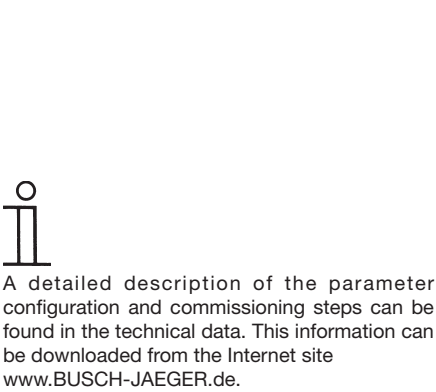 A detailed description of the parameter
configuration and commissioning steps can be
found in the technical data. This information can
be downloaded from the Internet site
www.BUSCH-JAEGER.de.